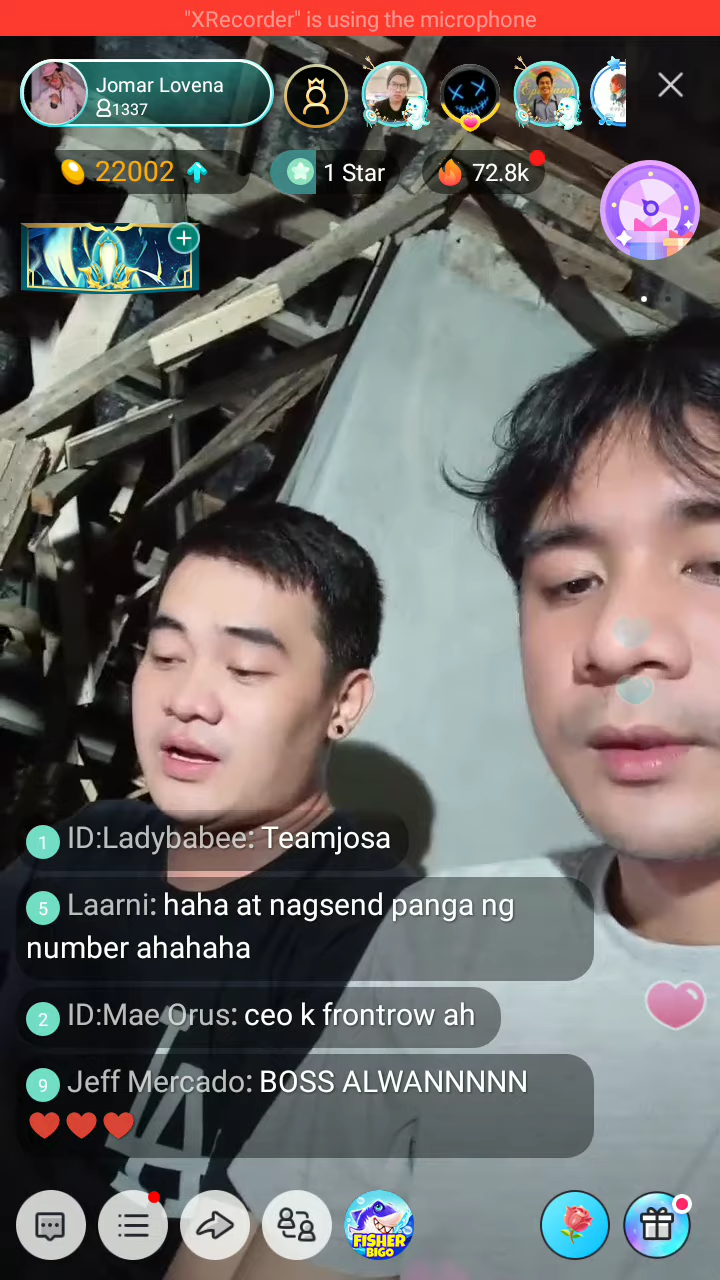 "XRecorder" is using the microphone
Jomar Lovena
1337
22002
1 Star
72.8k
1 ID:Ladybabee: Teamjosa
5 Laarni: haha at nagsend panga ng
number ahahaha
2 ID:Mae Orus: ceo k frontrow ah
9 Jeff Mercado: BOSS ALWANNNNN
❤️❤️❤️
LA
FISHER
BIGO